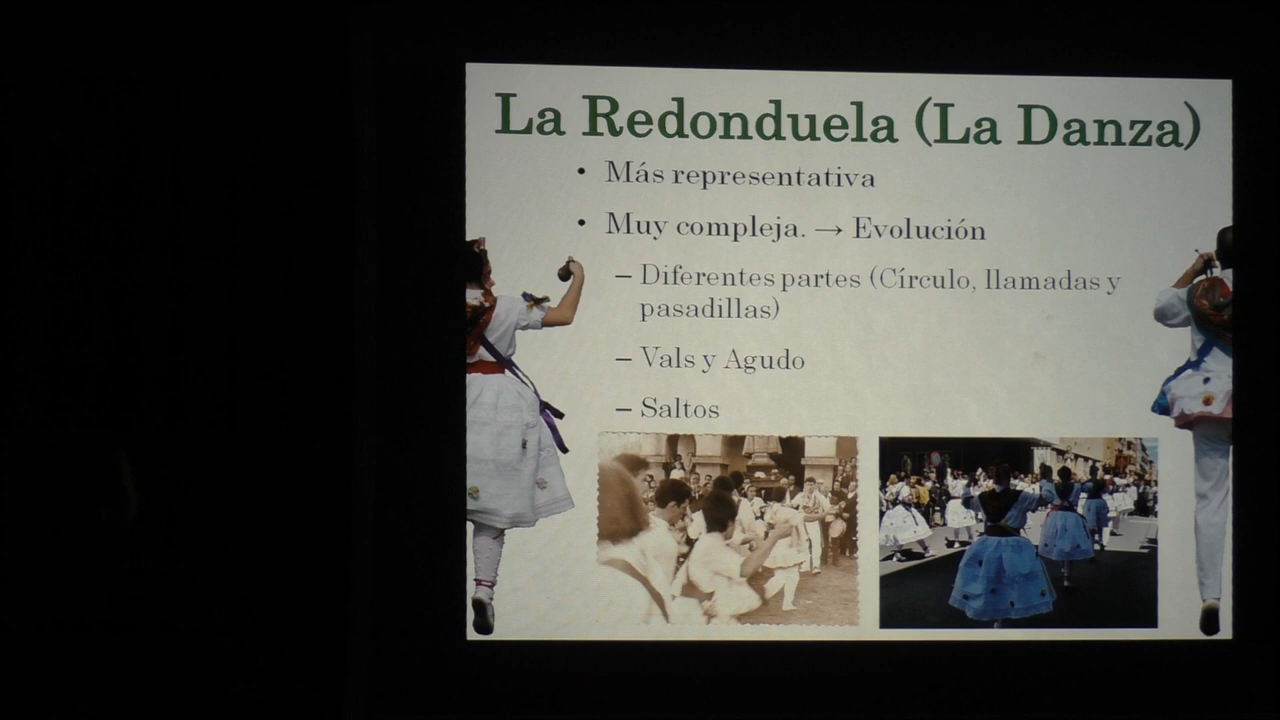 La Redonduela (La Danza)
• Más representativa
• Muy compleja. → Evolución
– Diferentes partes (Círculo, llamadas y
pasadillas)
– Vals y Agudo
– Saltos